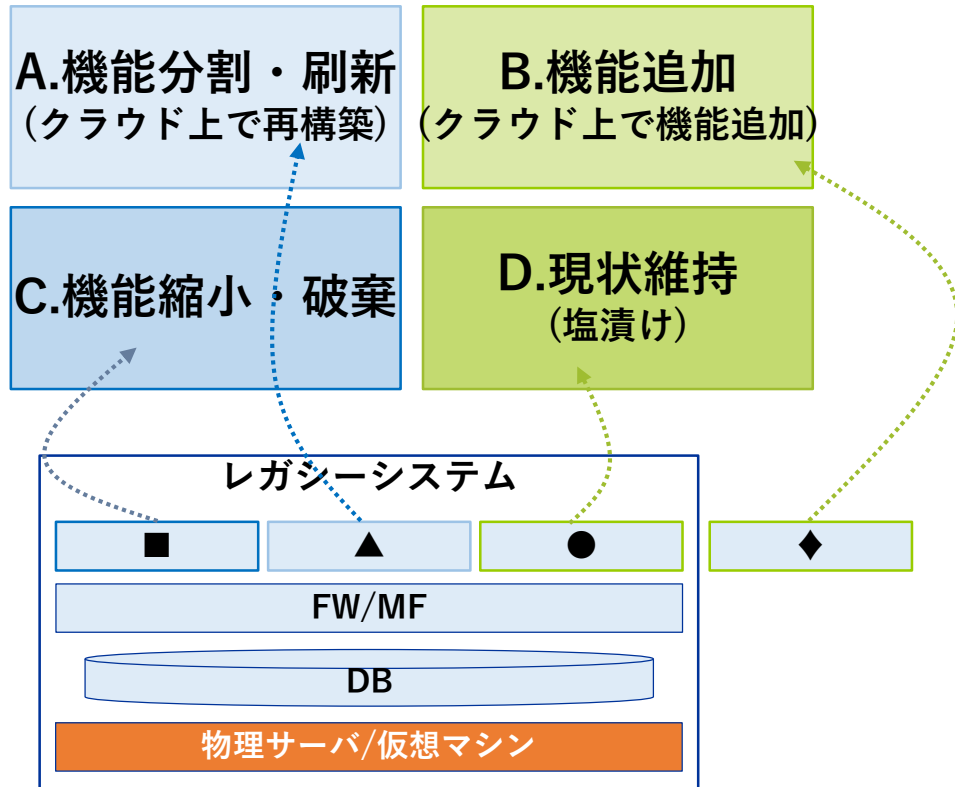 A.機能分割・刷新
(クラウド上で再構築)
B.機能追加
(クラウド上で機能追加)
C.機能縮小・破棄
D.現状維持
(塩漬け)
レガシーシステム
■
▲
●
♦
FW/MF
DB
物理サーバ/仮想マシン